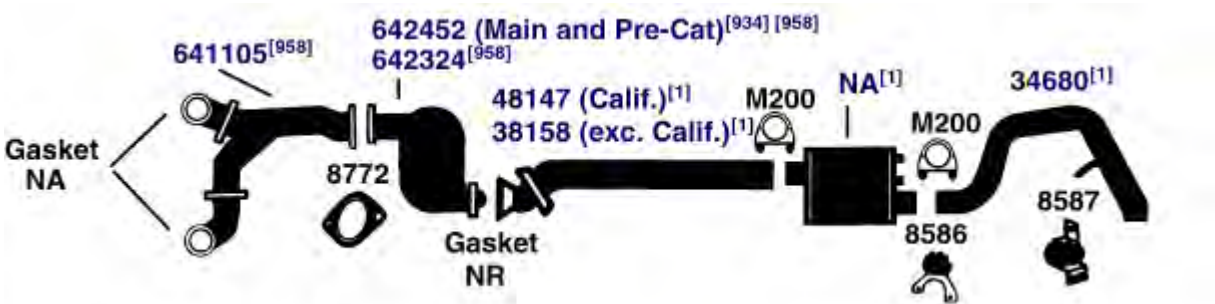 642452 (Main and Pre-Cat)[934] [958]
641105[958]
642324[958]
48147 (Calif.)[1]
38158 (exc. Calif.)[1]
M200
NA[1]
34680[1]
M200
Gasket
NA
8772
8587
Gasket
NR
8586